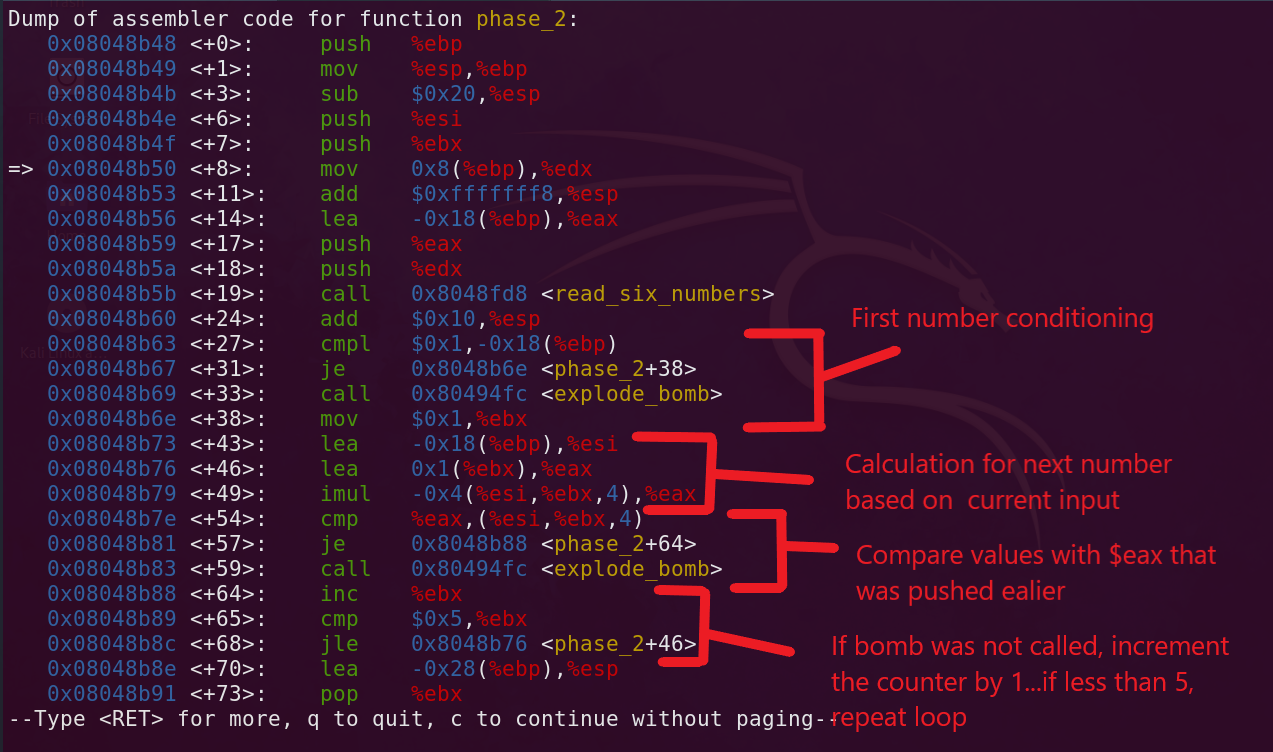 Dump of assembler code for function phase_2:
0x08048b48 <+0>: push %ebp
0x08048b49 <+1>: mov %esp,%ebp
0x08048b4b <+3>: sub $0x20,%esp
0x08048b4e <+6>: push %esi
0x08048b4f <+7>: push %ebx
=> 0x08048b50 <+8>: mov 0x8(%ebp),%edx
0x08048b53 <+11>: add $0xfffffff8,%esp
0x08048b56 <+14>: lea -0x18(%ebp),%eax
0x08048b59 <+17>: push %eax
0x08048b5a <+18>: push %edx
0x08048b5b <+19>: call 0x8048fd8 <read_six_numbers>
0x08048b60 <+24>: add $0x10,%esp
First number conditioning
0x08048b63 <+27>: cmpl $0x1,-0x18(%ebp)
0x08048b67 <+31>: je 0x8048b6e <phase_2+38>
0x08048b69 <+33>: call 0x80494fc <explode_bomb>
0x08048b6e <+38>: mov $0x1,%ebx
0x08048b73 <+43>: lea -0x18(%ebp),%esi
0x08048b76 <+46>: lea 0x1(%ebx),%eax
Calculation for next number
0x08048b79 <+49>: imul -0x4(%esi,%ebx,4),%eax
based on current input
0x08048b7e <+54>: cmp %eax,(%esi,%ebx,4)
0x08048b81 <+57>: je 0x8048b88 <phase_2+64>
Compare values with $eax that
0x08048b83 <+59>: call 0x80494fc <explode_bomb>
was pushed ealier
0x08048b88 <+64>: inc %ebx
0x08048b89 <+65>: cmp $0x5,%ebx
0x08048b8c <+68>: jle 0x8048b76 <phase_2+46>
If bomb was not called, increment
0x08048b8e <+70>: lea -0x28(%ebp),%esp
the counter by 1...if less than 5,
0x08048b91 <+73>: pop %ebx
--Type <RET> for more, q to quit, c to continue without paging--
repeat loop